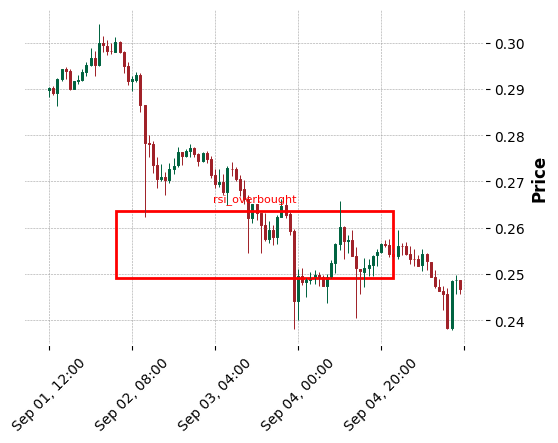 0.30
0.29
0.28
0.27
0.26
0.25
0.24
Price
rsi_overbought
Sep 01, 12:00
Sep 02, 08:00
Sep 03, 04:00
Sep 04, 00:00
Sep 04, 20:00